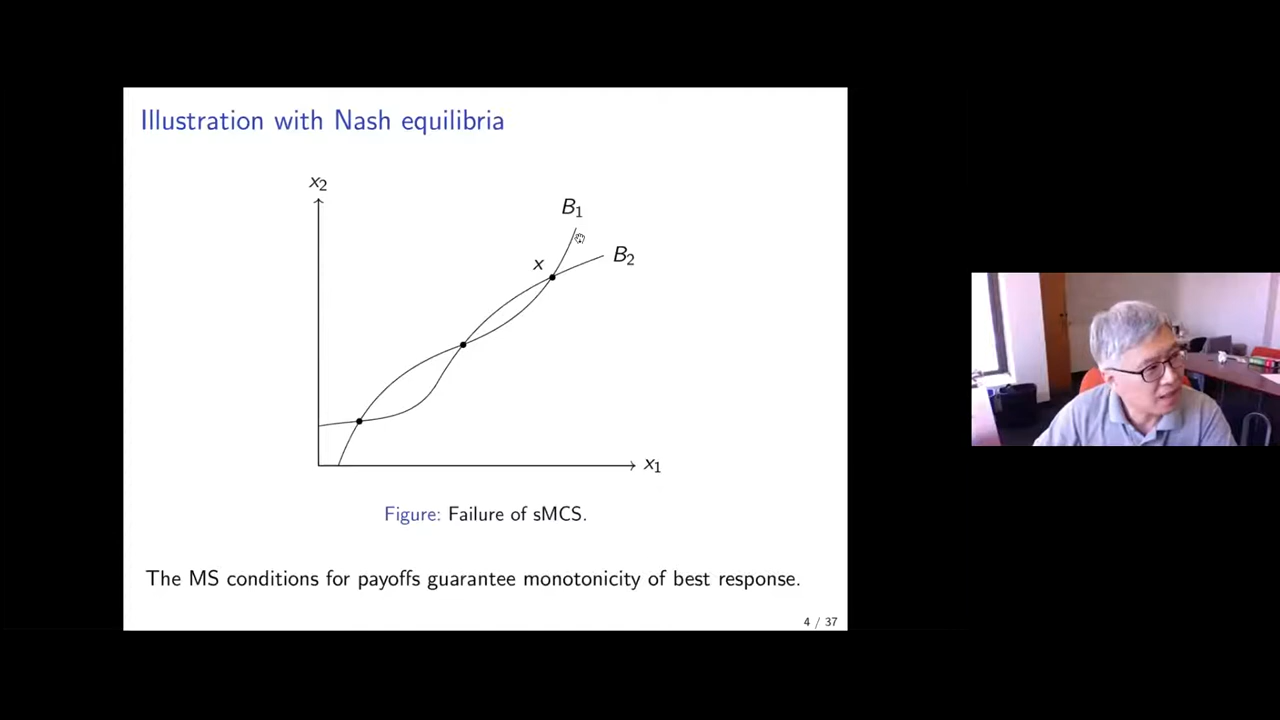 Illustration with Nash equilibria
x₂
B₁
B₂
x
x₁
Figure: Failure of sMCS.
The MS conditions for payoffs guarantee monotonicity of best response.
4 / 37